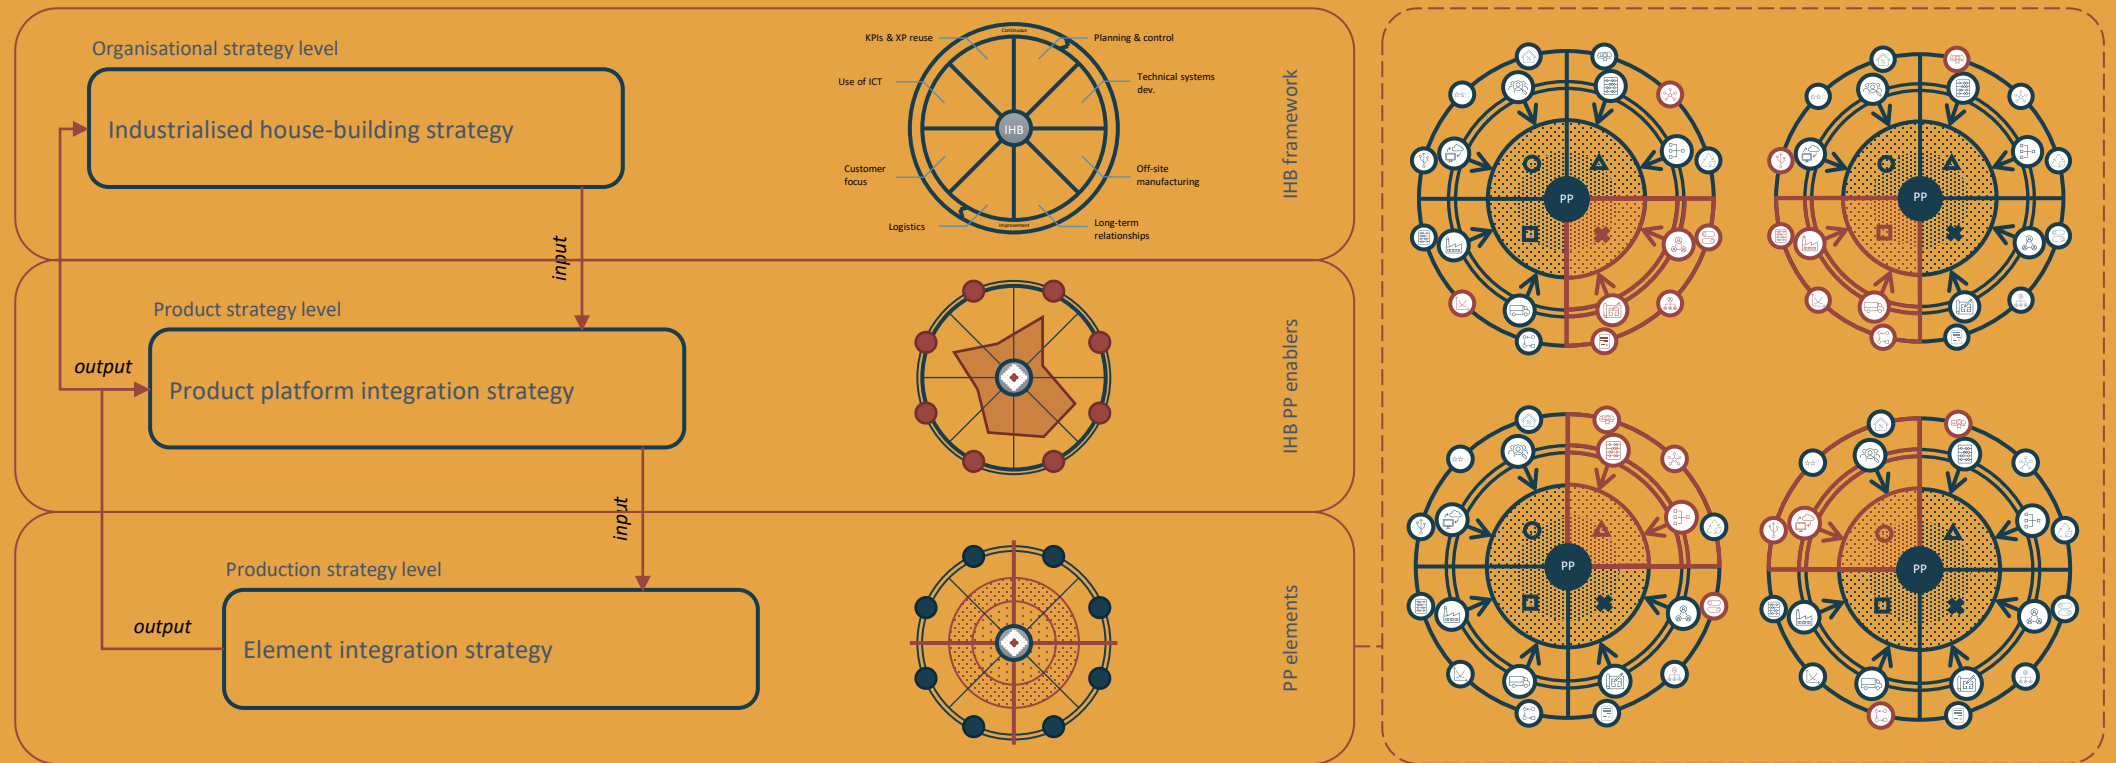 Organisational strategy level
Industrialised house-building strategy
input
Product strategy level
output
Product platform integration strategy
input
Production strategy level
output
Element integration strategy
Continuous
KPIs & XP reuse
Planning & control
Use of ICT
Technical systems
dev.
IHB
Customer
focus
Off-site
manufacturing
Logistics
Long-term
relationships
Improvement
IHB framework
IHB PP enablers
PP elements
PP
PP
PP
PP